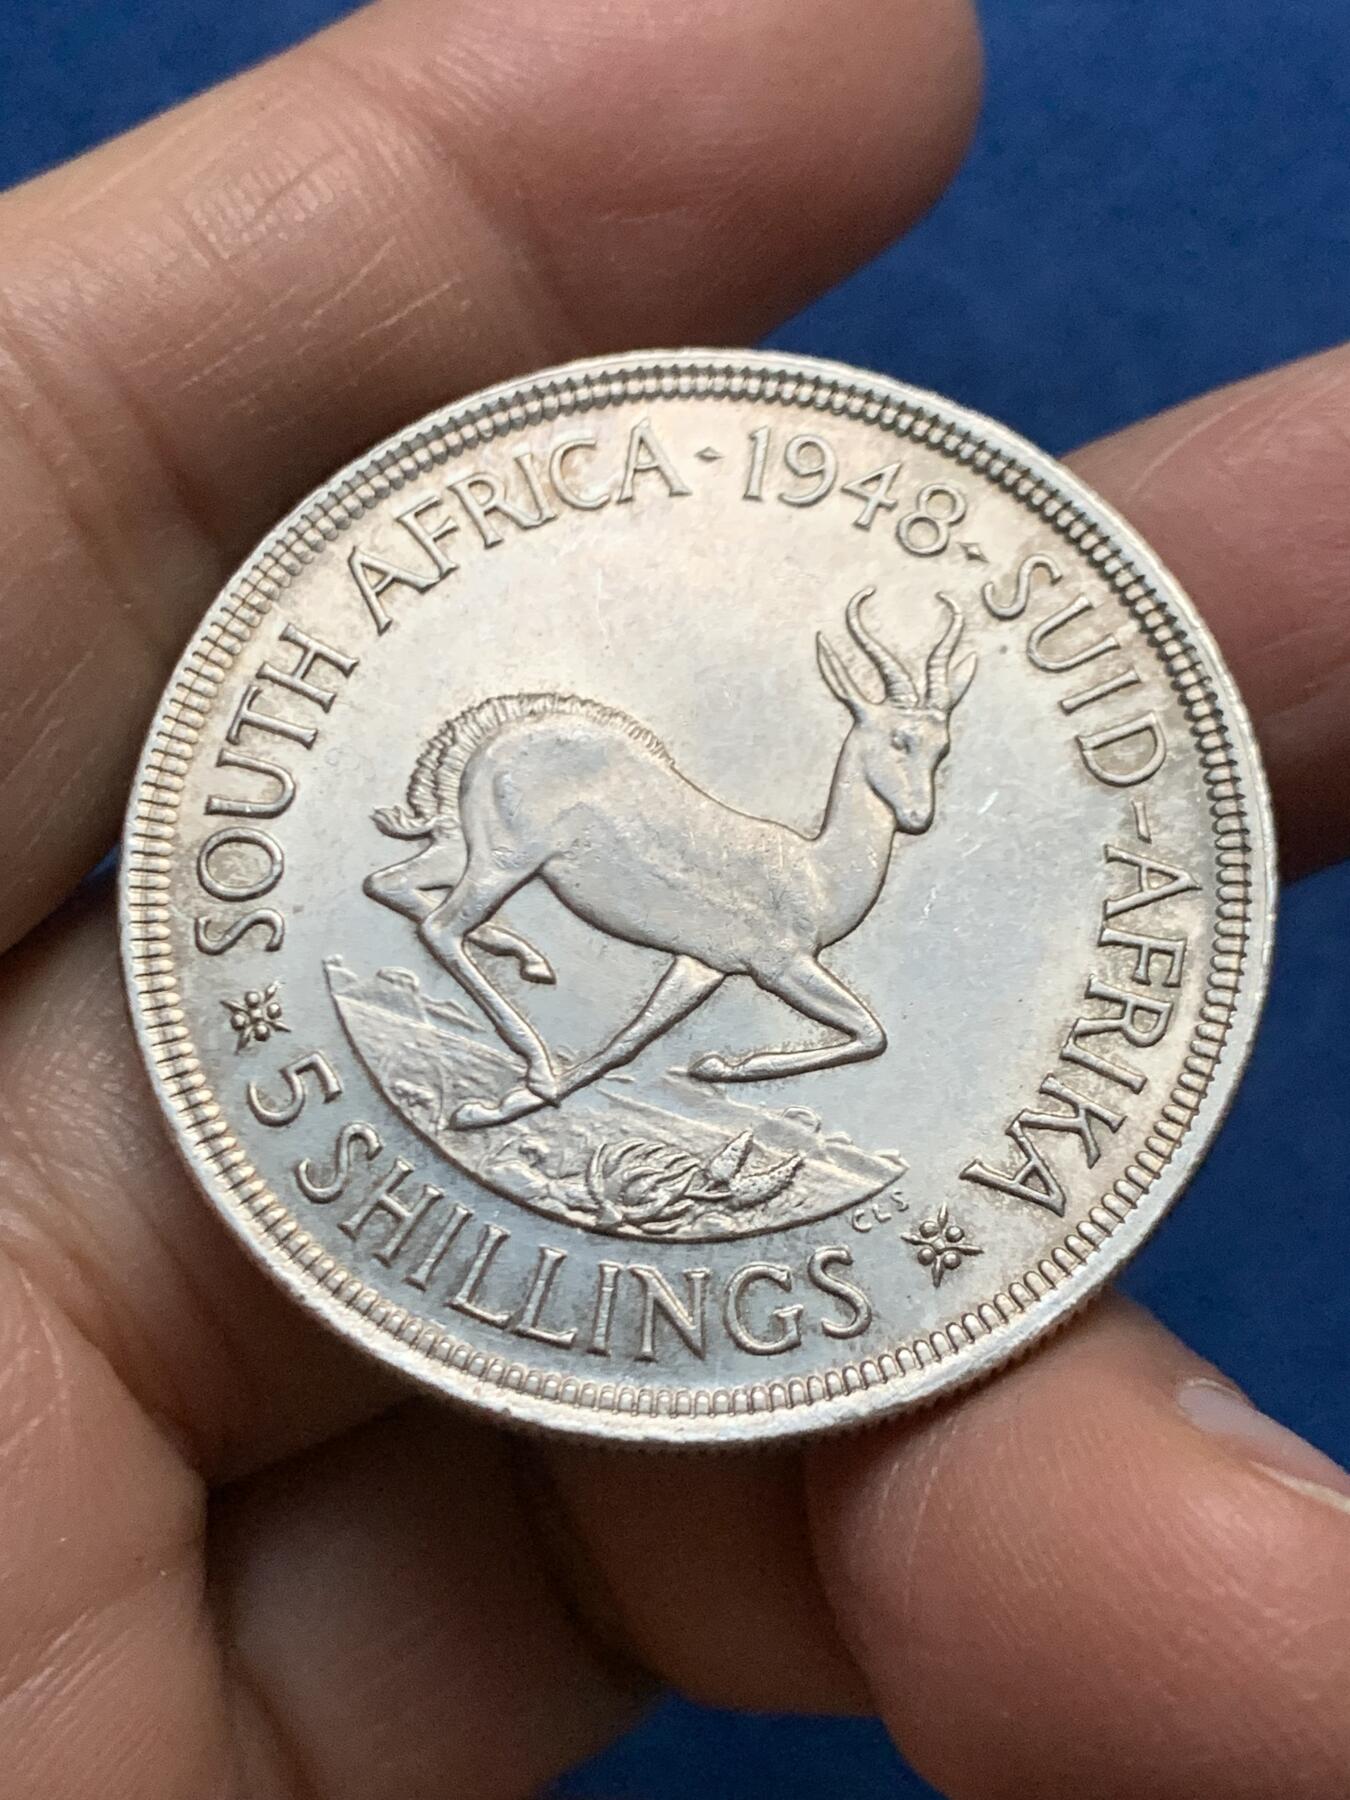 SOUTH AFRICA · 1948 · SUID-AFRIKA
5 SHILLINGS
CLS